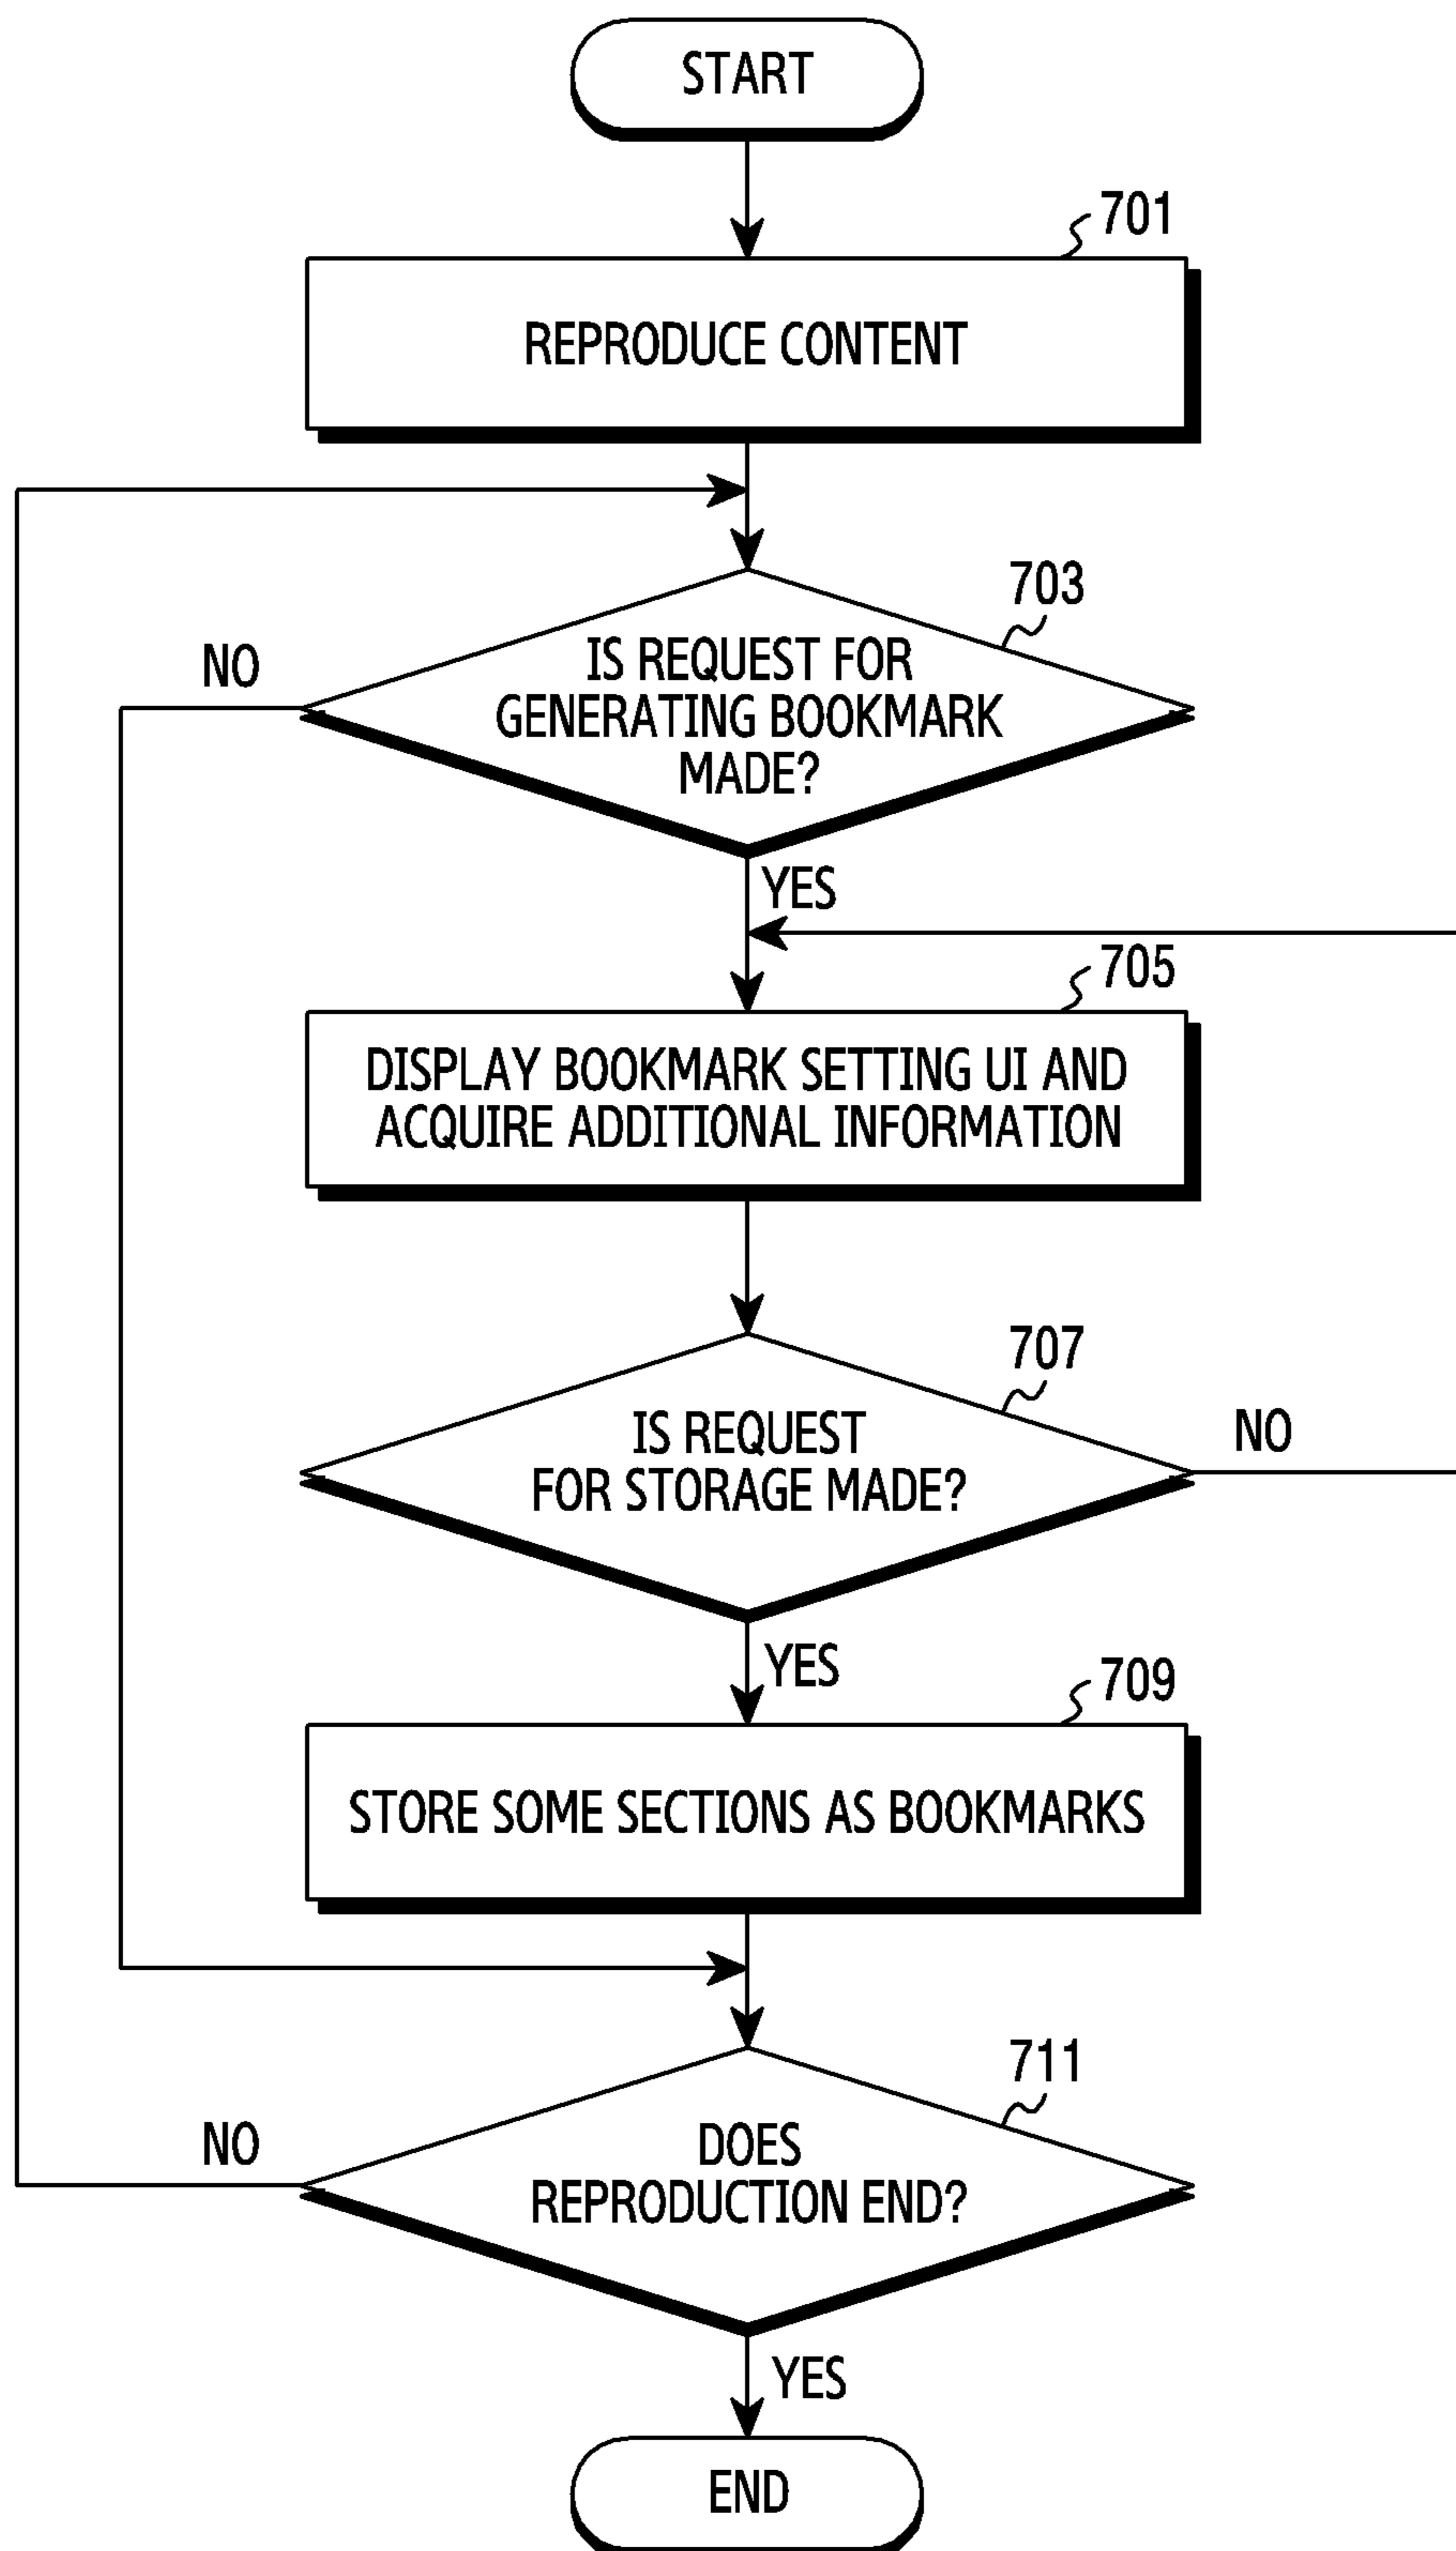 START
701
REPRODUCE CONTENT
703
IS REQUEST FOR
GENERATING BOOKMARK
MADE?
NO
YES
705
DISPLAY BOOKMARK SETTING UI AND
ACQUIRE ADDITIONAL INFORMATION
707
IS REQUEST
FOR STORAGE MADE?
NO
YES
709
STORE SOME SECTIONS AS BOOKMARKS
711
DOES
REPRODUCTION END?
NO
YES
END